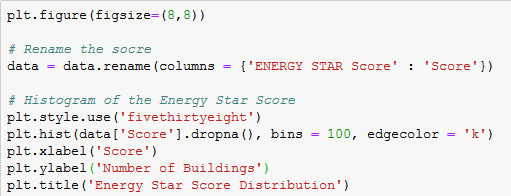 plt.figure(figsize=(8,8))
# Rename the socre
data = data.rename(columns = {'ENERGY STAR Score' : 'Score'})
# Histogram of the Energy Star Score
plt.style.use('fivethirtyeight')
plt.hist(data['Score'].dropna(), bins = 100, edgecolor = 'k')
plt.xlabel('Score')
plt.ylabel('Number of Buildings')
plt.title('Energy Star Score Distribution')